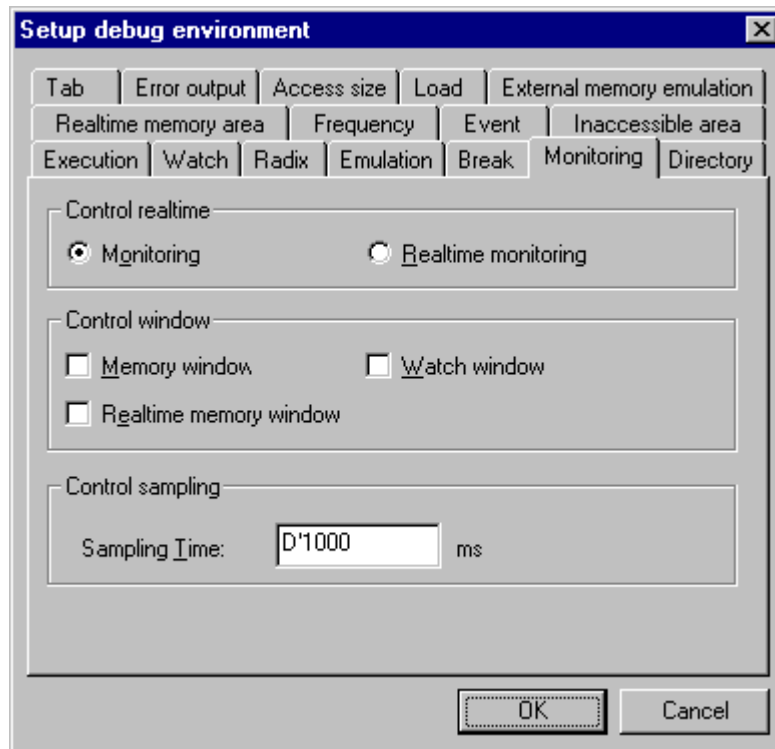 Setup debug environment
Tab Error output Access size Load External memory emulation
Realtime memory area Frequency Event Inaccessible area
Execution Watch Radix Emulation Break Monitoring Directory
Control realtime
Monitoring Realtime monitoring
Control window
Memory window Watch window
Realtime memory window
Control sampling
Sampling Time: D'1000 ms
OK Cancel